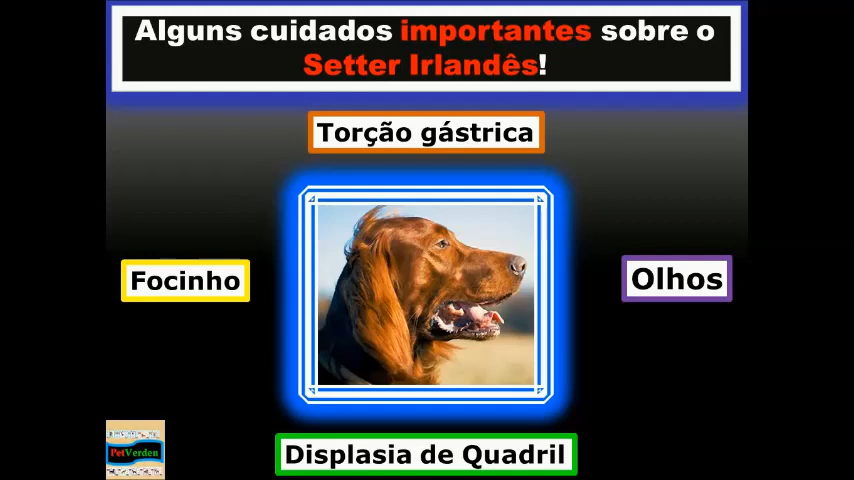 Alguns cuidados importantes sobre o
Setter Irlandês!
Torção gástrica
Focinho
Olhos
Displasia de Quadril
PetVerden